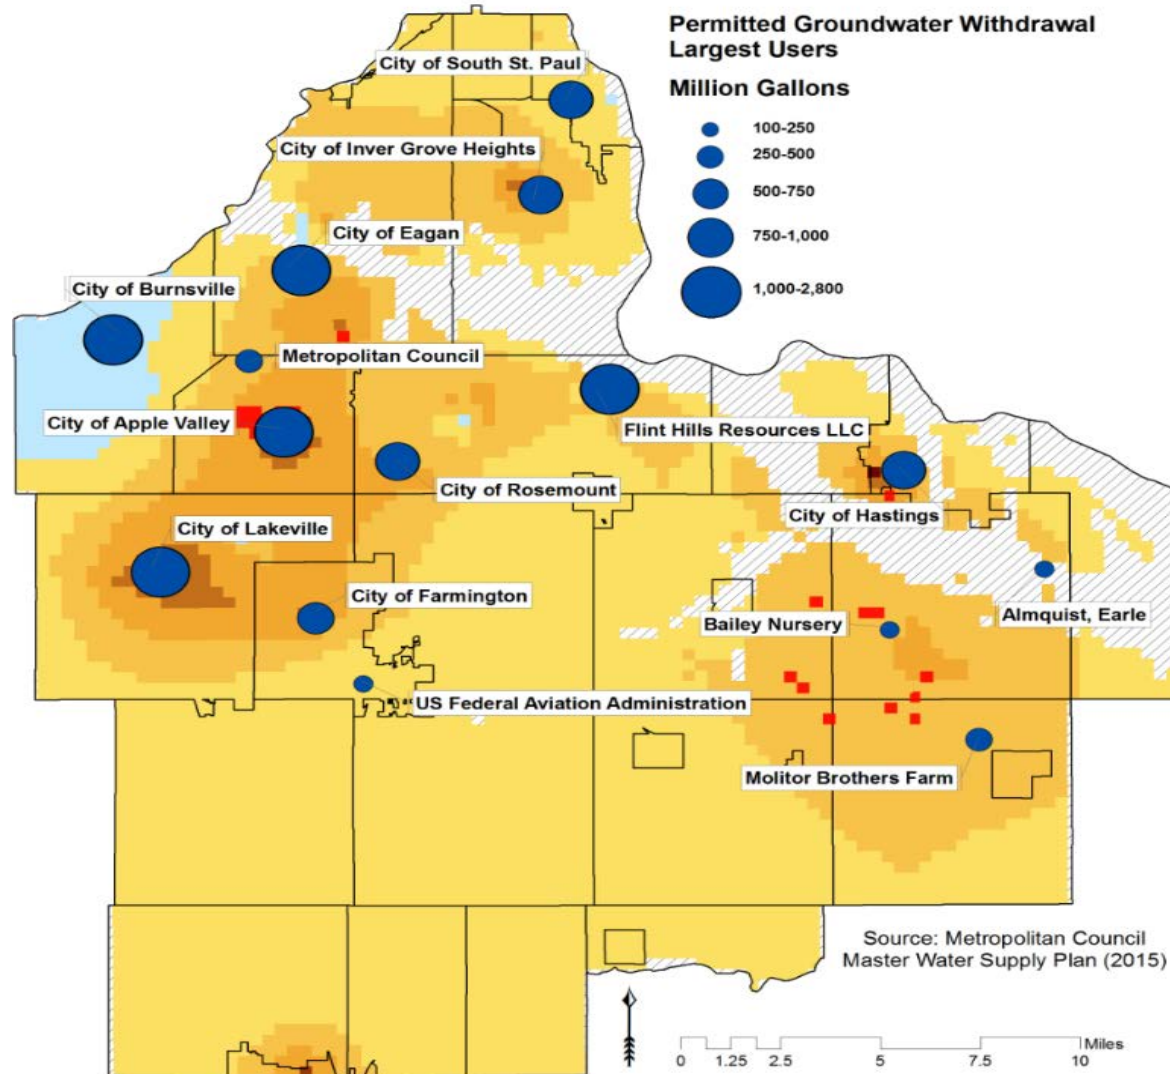 Permitted Groundwater Withdrawal
Largest Users
Million Gallons
100-250
250-500
500-750
750-1,000
1,000-2,800
City of South St. Paul
City of Inver Grove Heights
City of Eagan
City of Burnsville
Metropolitan Council
City of Apple Valley
Flint Hills Resources LLC
City of Rosemount
City of Hastings
City of Lakeville
City of Farmington
Bailey Nursery
Almquist, Earle
US Federal Aviation Administration
Molitor Brothers Farm
Source: Metropolitan Council
Master Water Supply Plan (2015)
Miles
0 1.25 2.5 5 7.5 10